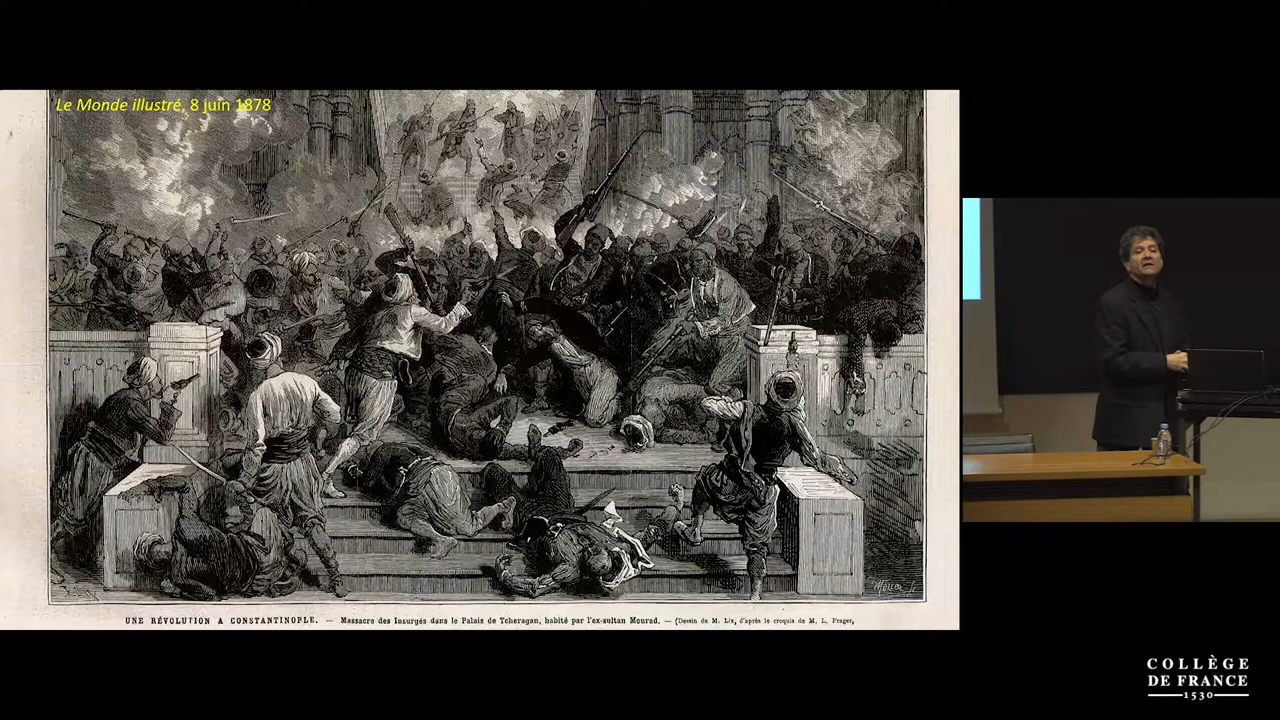 Le Monde illustré, 8 juin 1878
UNE RÉVOLUTION A CONSTANTINOPLE. — Massacre des Insurgés dans le Palais de Tcheragan, habité par l'ex-sultan Mourad. — (Dessin de M. Lix, d'après le croquis de M. L. Frager,
COLLÈGE
DE FRANCE
1530